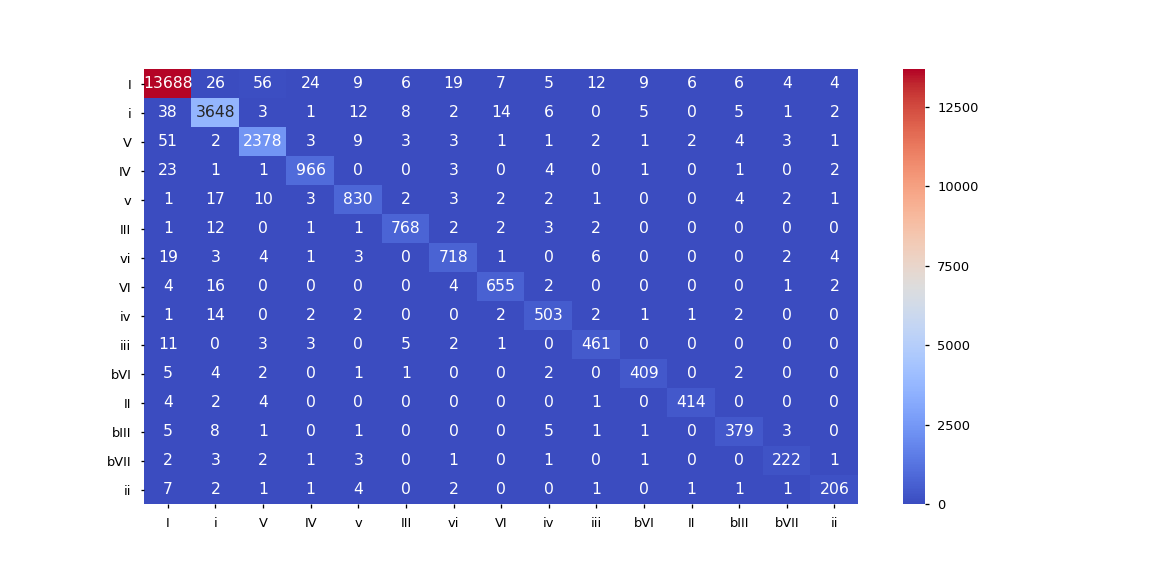 I 13688 26 56 24 9 6 19 7 5 12 9 6 6 4 4
i 38 3648 3 1 12 8 2 14 6 0 5 0 5 1 2
V 51 2 2378 3 9 3 3 1 1 2 1 2 4 3 1
IV 23 1 1 966 0 0 3 0 4 0 1 0 1 0 2
v 1 17 10 3 830 2 3 2 2 1 0 0 4 2 1
III 1 12 0 1 1 768 2 2 3 2 0 0 0 0 0
vi 19 3 4 1 3 0 718 1 0 6 0 0 0 2 4
VI 4 16 0 0 0 0 4 655 2 0 0 0 0 1 2
iv 1 14 0 2 2 0 0 2 503 2 1 1 2 0 0
iii 11 0 3 3 0 5 2 1 0 461 0 0 0 0 0
bVI 5 4 2 0 1 1 0 0 2 0 409 0 2 0 0
II 4 2 4 0 0 0 0 0 0 1 0 414 0 0 0
bIII 5 8 1 0 1 0 0 0 5 1 1 0 379 3 0
bVII 2 3 2 1 3 0 1 0 1 0 1 0 0 222 1
ii 7 2 1 1 4 0 2 0 0 1 0 1 1 1 206
I i V IV v III vi VI iv iii bVI II bIII bVII ii
12500
10000
7500
5000
2500
0